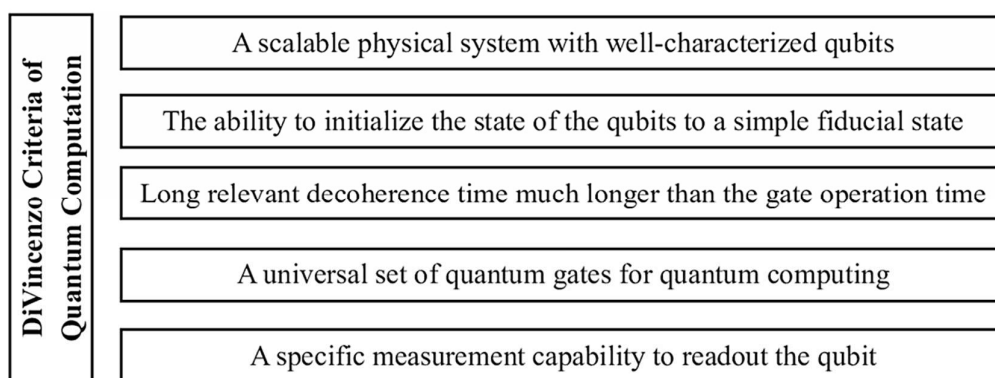 DiVincenzo Criteria of
Quantum Computation
A scalable physical system with well-characterized qubits
The ability to initialize the state of the qubits to a simple fiducial state
Long relevant decoherence time much longer than the gate operation time
A universal set of quantum gates for quantum computing
A specific measurement capability to readout the qubit